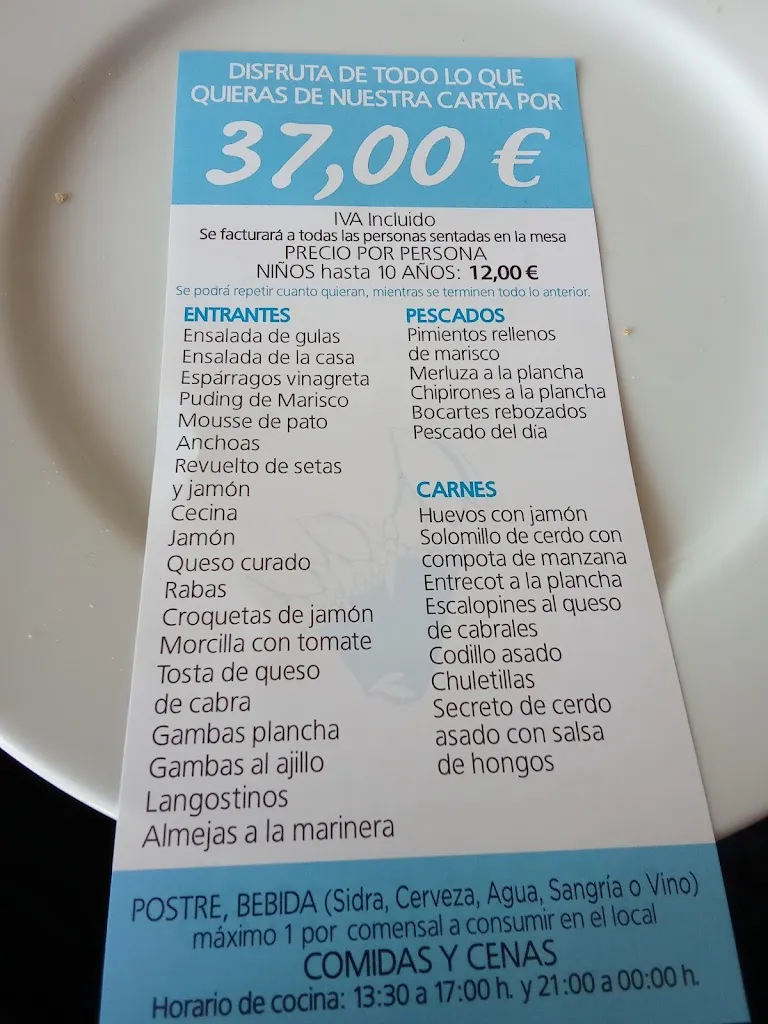 DISFRUTA DE TODO LO QUE
QUIERAS DE NUESTRA CARTA POR
37,00 €
IVA Incluido
Se facturará a todas las personas sentadas en la mesa
PRECIO POR PERSONA
NIÑOS hasta 10 AÑOS: 12,00 €
Se podrá repetir cuanto quieran, mientras se terminen todo lo anterior.
ENTRANTES
Ensalada de gulas
Ensalada de la casa
Espárragos vinagreta
Puding de Marisco
Mousse de pato
Anchoas
Revuelto de setas
y jamón
Cecina
Jamón
Queso curado
Rabas
Croquetas de jamón
Morcilla con tomate
Tosta de queso
de cabra
Gambas plancha
Gambas al ajillo
Langostinos
Almejas a la marinera
PESCADOS
Pimientos rellenos
de marisco
Merluza a la plancha
Chipirones a la plancha
Bocartes rebozados
Pescado del día
CARNES
Huevos con jamón
Solomillo de cerdo con
compota de manzana
Entrecot a la plancha
Escalopines al queso
de cabrales
Codillo asado
Chuletillas
Secreto de cerdo
asado con salsa
de hongos
POSTRE, BEBIDA (Sidra, Cerveza, Agua, Sangría o Vino)
máximo 1 por comensal a consumir en el local
COMIDAS Y CENAS
Horario de cocina: 13:30 a 17:00 h. y 21:00 a 00:00 h.